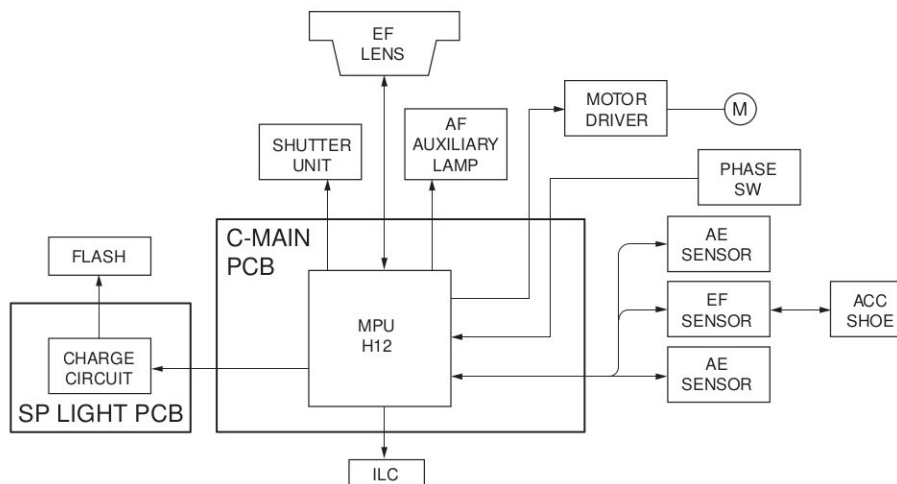 EF
LENS
MOTOR
DRIVER
M
SHUTTER
UNIT
AF
AUXILIARY
LAMP
PHASE
SW
C-MAIN
PCB
AE
SENSOR
FLASH
MPU
H12
EF
SENSOR
ACC
SHOE
CHARGE
CIRCUIT
AE
SENSOR
SP LIGHT PCB
ILC